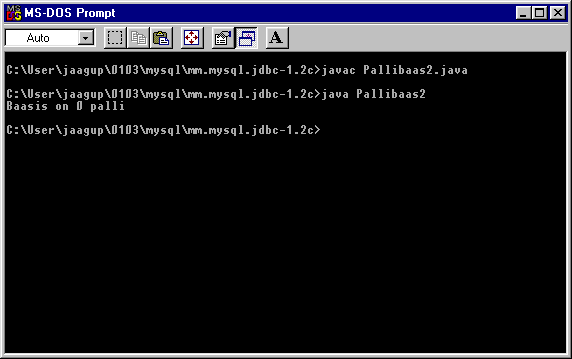 MS-DOS Prompt
Auto
A
C:\User\jaagup\0103\mysql\mm.mysql.jdbc-1.2c>javac Pallibaas2.java
C:\User\jaagup\0103\mysql\mm.mysql.jdbc-1.2c>java Pallibaas2
Baasis on 0 palli
C:\User\jaagup\0103\mysql\mm.mysql.jdbc-1.2c>